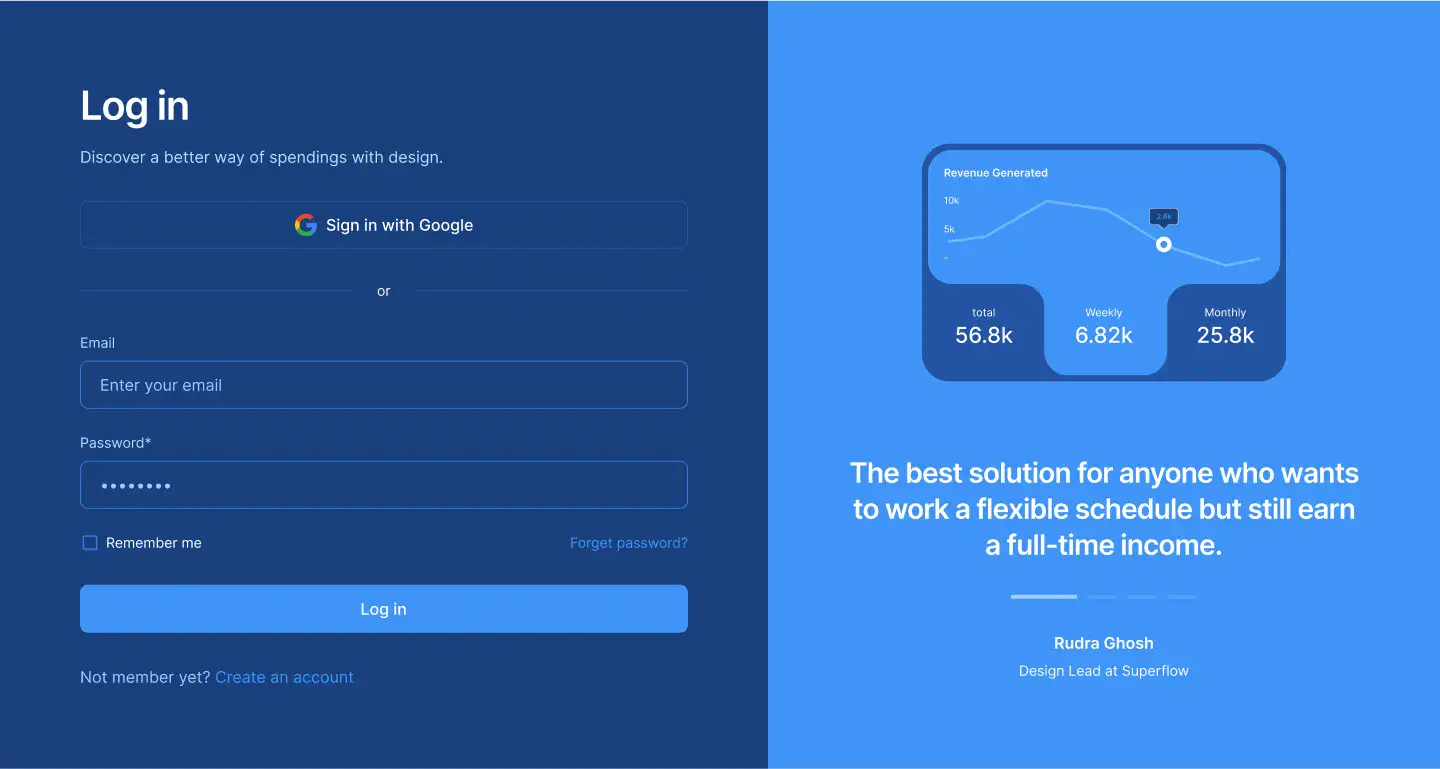 Log in
Discover a better way of spendings with design.
Sign in with Google
or
Email
Enter your email
Password*
••••••••
Remember me
Forget password?
Log in
Not member yet? Create an account
Revenue Generated
10k
5k
-
2.6k
total
56.8k
Weekly
6.82k
Monthly
25.8k
The best solution for anyone who wants
to work a flexible schedule but still earn
a full-time income.
Rudra Ghosh
Design Lead at Superflow